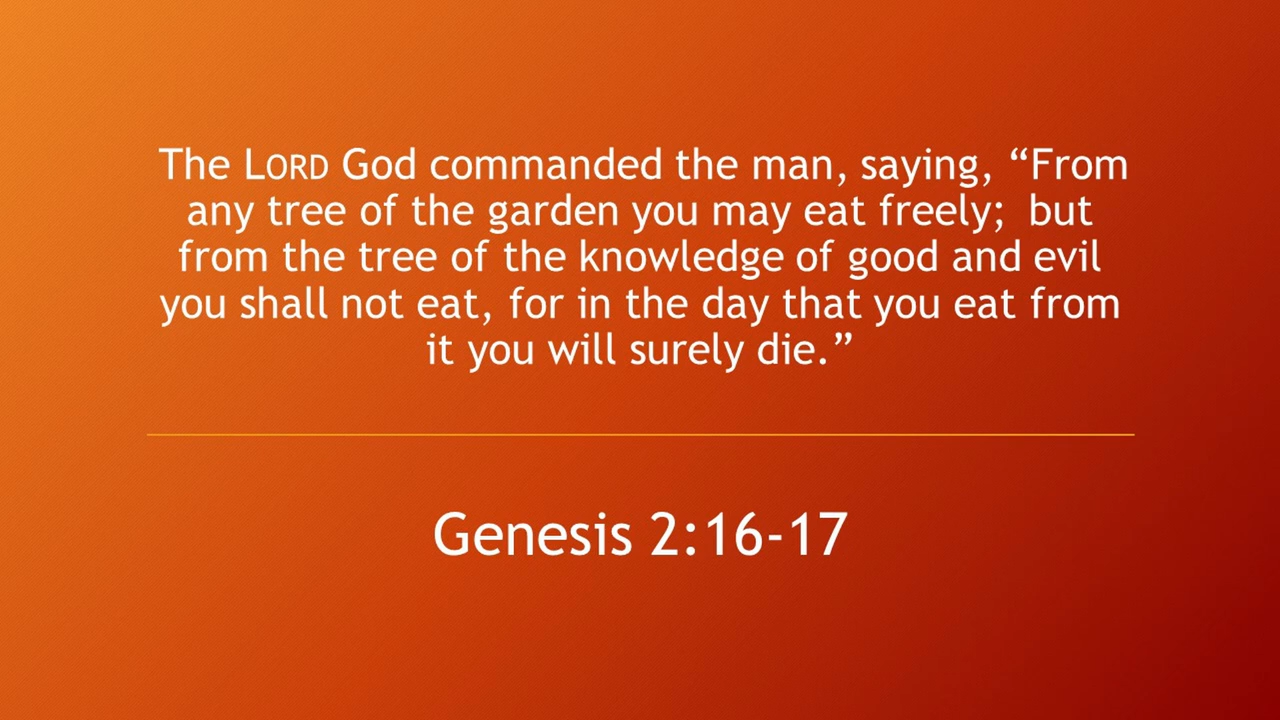 The LORD God commanded the man, saying, “From
any tree of the garden you may eat freely; but
from the tree of the knowledge of good and evil
you shall not eat, for in the day that you eat from
it you will surely die.”
Genesis 2:16-17